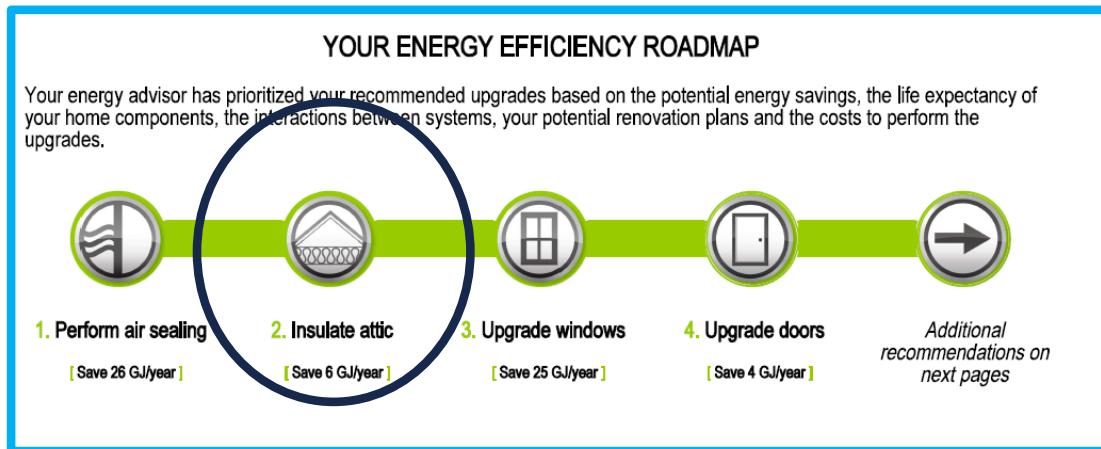 YOUR ENERGY EFFICIENCY ROADMAP
Your energy advisor has prioritized your recommended upgrades based on the potential energy savings, the life expectancy of
your home components, the interactions between systems, your potential renovation plans and the costs to perform the
upgrades.
1. Perform air sealing
[ Save 26 GJ/year ]
2. Insulate attic
[ Save 6 GJ/year ]
3. Upgrade windows
[ Save 25 GJ/year ]
4. Upgrade doors
[ Save 4 GJ/year ]
Additional
recommendations on
next pages